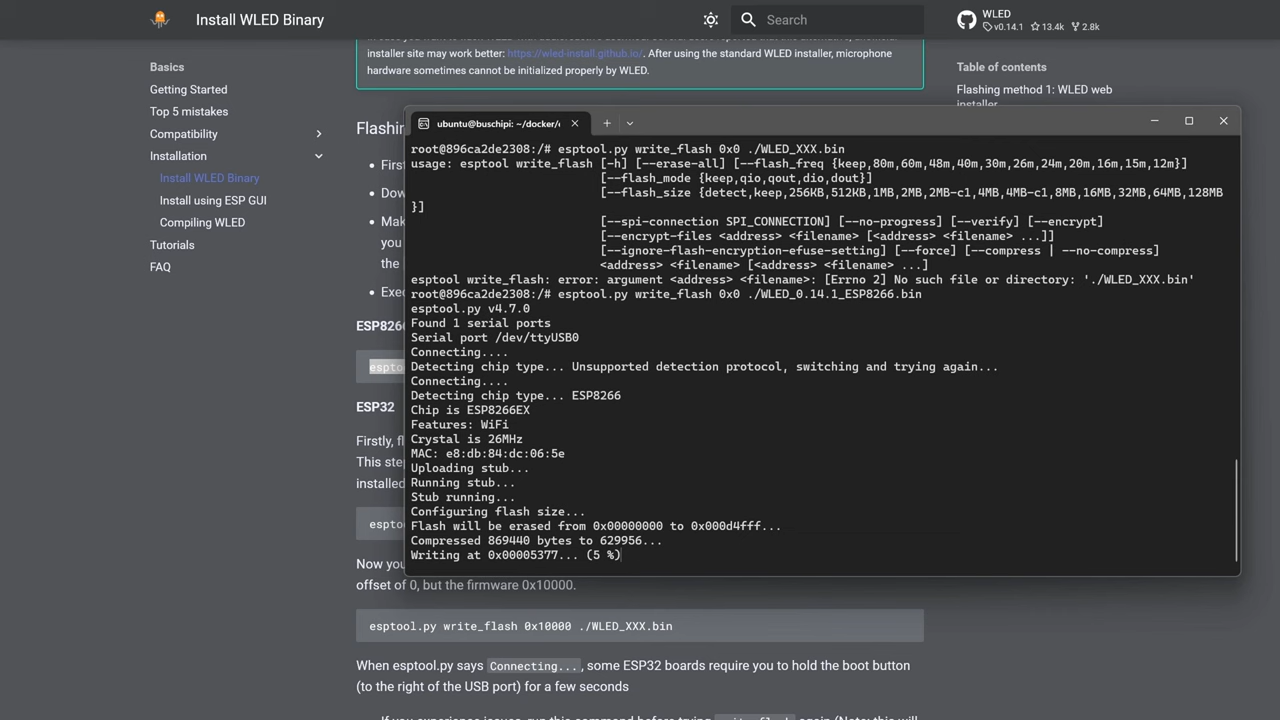 Install WLED Binary
Search
WLED
v0.14.1 13.4k 2.8k
installer site may work better: https://wled-install.github.io/. After using the standard WLED installer, microphone
hardware sometimes cannot be initialized properly by WLED.
Basics
Getting Started
Top 5 mistakes
Compatibility
Installation
Install WLED Binary
Install using ESP GUI
Compiling WLED
Tutorials
FAQ
Table of contents
Flashing method 1: WLED web
installer
Flashing
First
Dow
Mak
you
the
Exec
ESP8266
espto
ESP32
Firstly, fl
This step
installed
espto
Now you
offset of 0, but the firmware 0x10000.
esptool.py write_flash 0x10000 ./WLED_XXX.bin
When esptool.py says Connecting..., some ESP32 boards require you to hold the boot button
(to the right of the USB port) for a few seconds
ubuntu@buschipi: ~/docker/
root@896ca2de2308:/# esptool.py write_flash 0x0 ./WLED_XXX.bin
usage: esptool write_flash [-h] [--erase-all] [--flash_freq {keep,80m,60m,48m,40m,30m,26m,24m,20m,16m,15m,12m}]
[--flash_mode {keep,qio,qout,dio,dout}]
[--flash_size {detect,keep,256KB,512KB,1MB,2MB,2MB-c1,4MB,4MB-c1,8MB,16MB,32MB,64MB,128MB
}]
[--spi-connection SPI_CONNECTION] [--no-progress] [--verify] [--encrypt]
[--encrypt-files <address> <filename> [<address> <filename> ...]]
[--ignore-flash-encryption-efuse-setting] [--force] [--compress | --no-compress]
<address> <filename> [<address> <filename> ...]
esptool write_flash: error: argument <address> <filename>: [Errno 2] No such file or directory: './WLED_XXX.bin'
root@896ca2de2308:/# esptool.py write_flash 0x0 ./WLED_0.14.1_ESP8266.bin
esptool.py v4.7.0
Found 1 serial ports
Serial port /dev/ttyUSB0
Connecting....
Detecting chip type... Unsupported detection protocol, switching and trying again...
Connecting....
Detecting chip type... ESP8266
Chip is ESP8266EX
Features: WiFi
Crystal is 26MHz
MAC: e8:db:84:dc:06:5e
Uploading stub...
Running stub...
Stub running...
Configuring flash size...
Flash will be erased from 0x00000000 to 0x000d4fff...
Compressed 869440 bytes to 629956...
Writing at 0x00005377... (5 %)